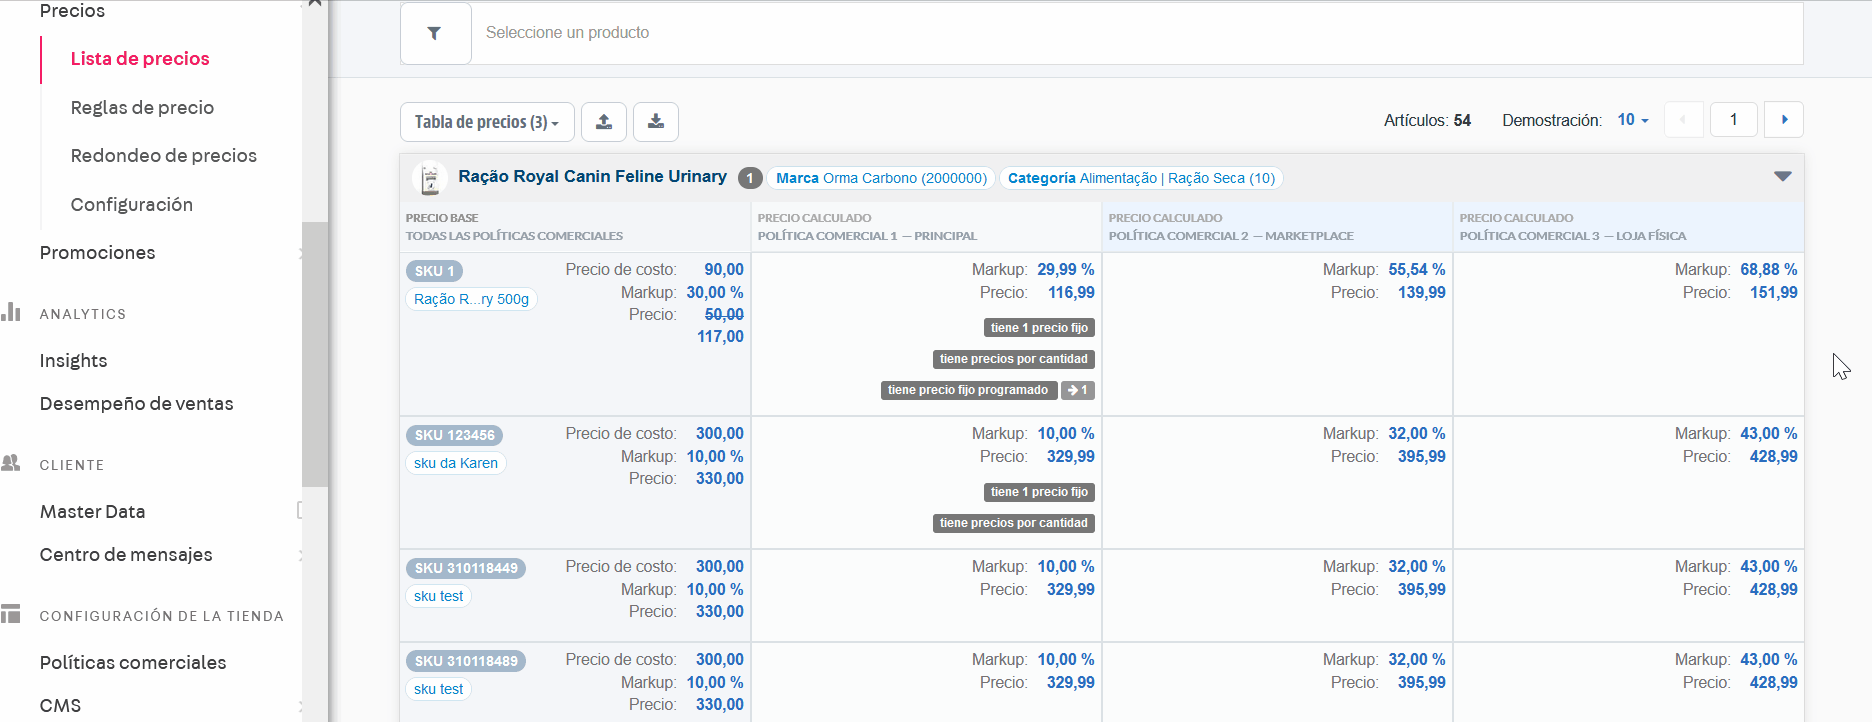 Precios
Lista de precios
Reglas de precio
Redondeo de precios
Configuración
Promociones
ANALYTICS
Insights
Desempeño de ventas
CLIENTE
Master Data
Centro de mensajes
CONFIGURACIÓN DE LA TIENDA
Políticas comerciales
CMS
Seleccione un producto
Tabla de precios (3)
Artículos: 54 Demostración: 10 1
Ração Royal Canin Feline Urinary 1 Marca Orma Carbono (2000000) Categoría Alimentação | Ração Seca (10)
PRECIO BASE
TODAS LAS POLÍTICAS COMERCIALES
PRECIO CALCULADO
POLÍTICA COMERCIAL 1 — PRINCIPAL
PRECIO CALCULADO
POLÍTICA COMERCIAL 2 — MARKETPLACE
PRECIO CALCULADO
POLÍTICA COMERCIAL 3 — LOJA FÍSICA
SKU 1
Ração R...ry 500g
Precio de costo: 90,00
Markup: 30,00 %
Precio: 50,00
117,00
Markup: 29,99 %
Precio: 116,99
tiene 1 precio fijo
tiene precios por cantidad
tiene precio fijo programado → 1
Markup: 55,54 %
Precio: 139,99
Markup: 68,88 %
Precio: 151,99
SKU 123456
sku da Karen
Precio de costo: 300,00
Markup: 10,00 %
Precio: 330,00
Markup: 10,00 %
Precio: 329,99
tiene 1 precio fijo
tiene precios por cantidad
Markup: 32,00 %
Precio: 395,99
Markup: 43,00 %
Precio: 428,99
SKU 310118449
sku test
Precio de costo: 300,00
Markup: 10,00 %
Precio: 330,00
Markup: 10,00 %
Precio: 329,99
Markup: 32,00 %
Precio: 395,99
Markup: 43,00 %
Precio: 428,99
SKU 310118489
sku test
Precio de costo: 300,00
Markup: 10,00 %
Precio: 330,00
Markup: 10,00 %
Precio: 329,99
Markup: 32,00 %
Precio: 395,99
Markup: 43,00 %
Precio: 428,99